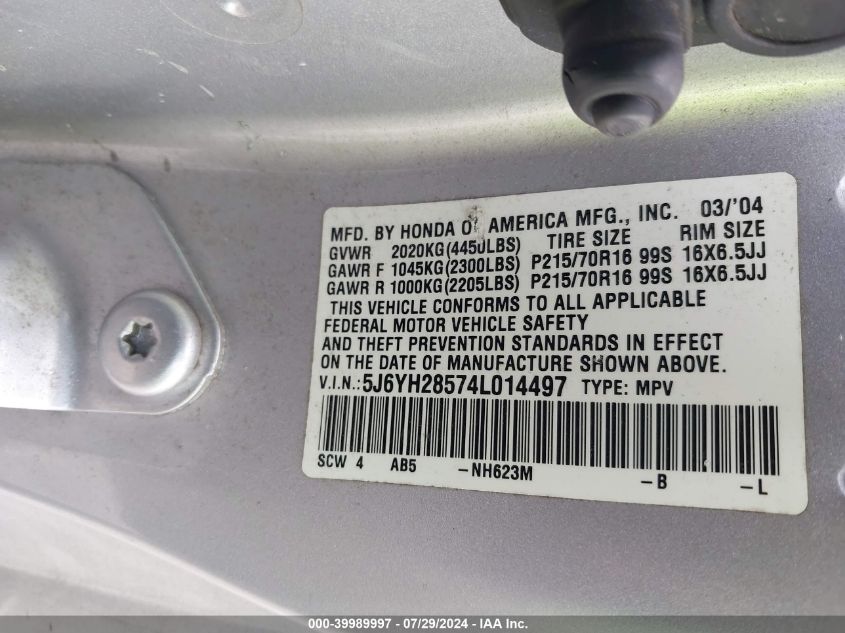 MFD. BY HONDA OF AMERICA MFG., INC. 03/'04
GVWR 2020KG(4450LBS) TIRE SIZE RIM SIZE
GAWR F 1045KG(2300LBS) P215/70R16 99S 16X6.5JJ
GAWR R 1000KG(2205LBS) P215/70R16 99S 16X6.5JJ
THIS VEHICLE CONFORMS TO ALL APPLICABLE
FEDERAL MOTOR VEHICLE SAFETY
AND THEFT PREVENTION STANDARDS IN EFFECT
ON THE DATE OF MANUFACTURE SHOWN ABOVE.
V.I.N.:5J6YH28574L014497 TYPE: MPV
SCW 4 AB5 -NH623M -B -L
000-39989997 - 07/29/2024 - IAA Inc.